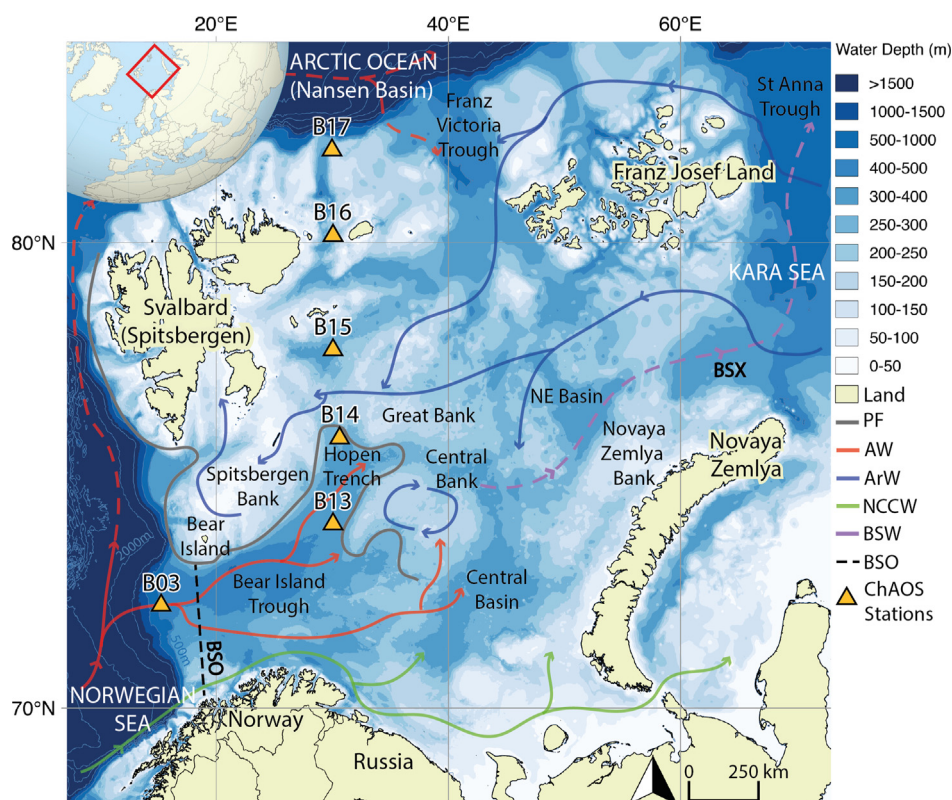 20°E
40°E
60°E
ARCTIC OCEAN
(Nansen Basin)
Franz
Victoria
Trough
St Anna
Trough
B17
Franz Josef Land
B16
80°N
KARA SEA
Svalbard
(Spitsbergen)
B15
BSX
B14
Great Bank
NE Basin
Hopen
Trench
Central
Bank
Novaya
Zemlya
Bank
Novaya
Zemlya
Spitsbergen
Bank
B13
Bear
Island
2000m
B03
Bear Island
Trough
Central
Basin
500m
BSO
NORWEGIAN
SEA
70°N
Norway
Russia
0
250 km
Water Depth (m)
>1500
1000-1500
500-1000
400-500
300-400
250-300
200-250
150-200
100-150
50-100
0-50
Land
PF
AW
ArW
NCCW
BSW
BSO
ChAOS
Stations